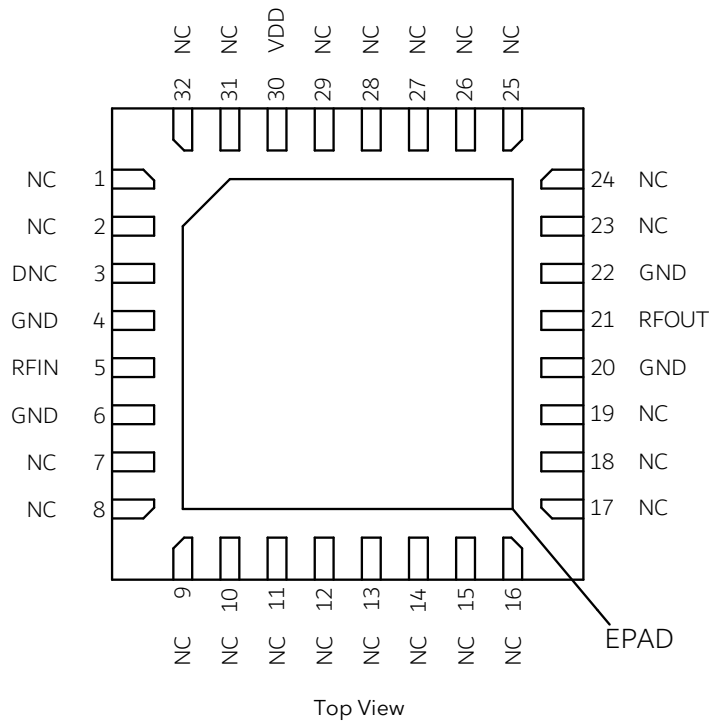 NC NC VDD NC NC NC NC NC
32 31 30 29 28 27 26 25
NC 1
NC 2
DNC 3
GND 4
RFIN 5
GND 6
NC 7
NC 8
24 NC
23 NC
22 GND
21 RFOUT
20 GND
19 NC
18 NC
17 NC
9 10 11 12 13 14 15 16
NC NC NC NC NC NC NC NC
EPAD
Top View